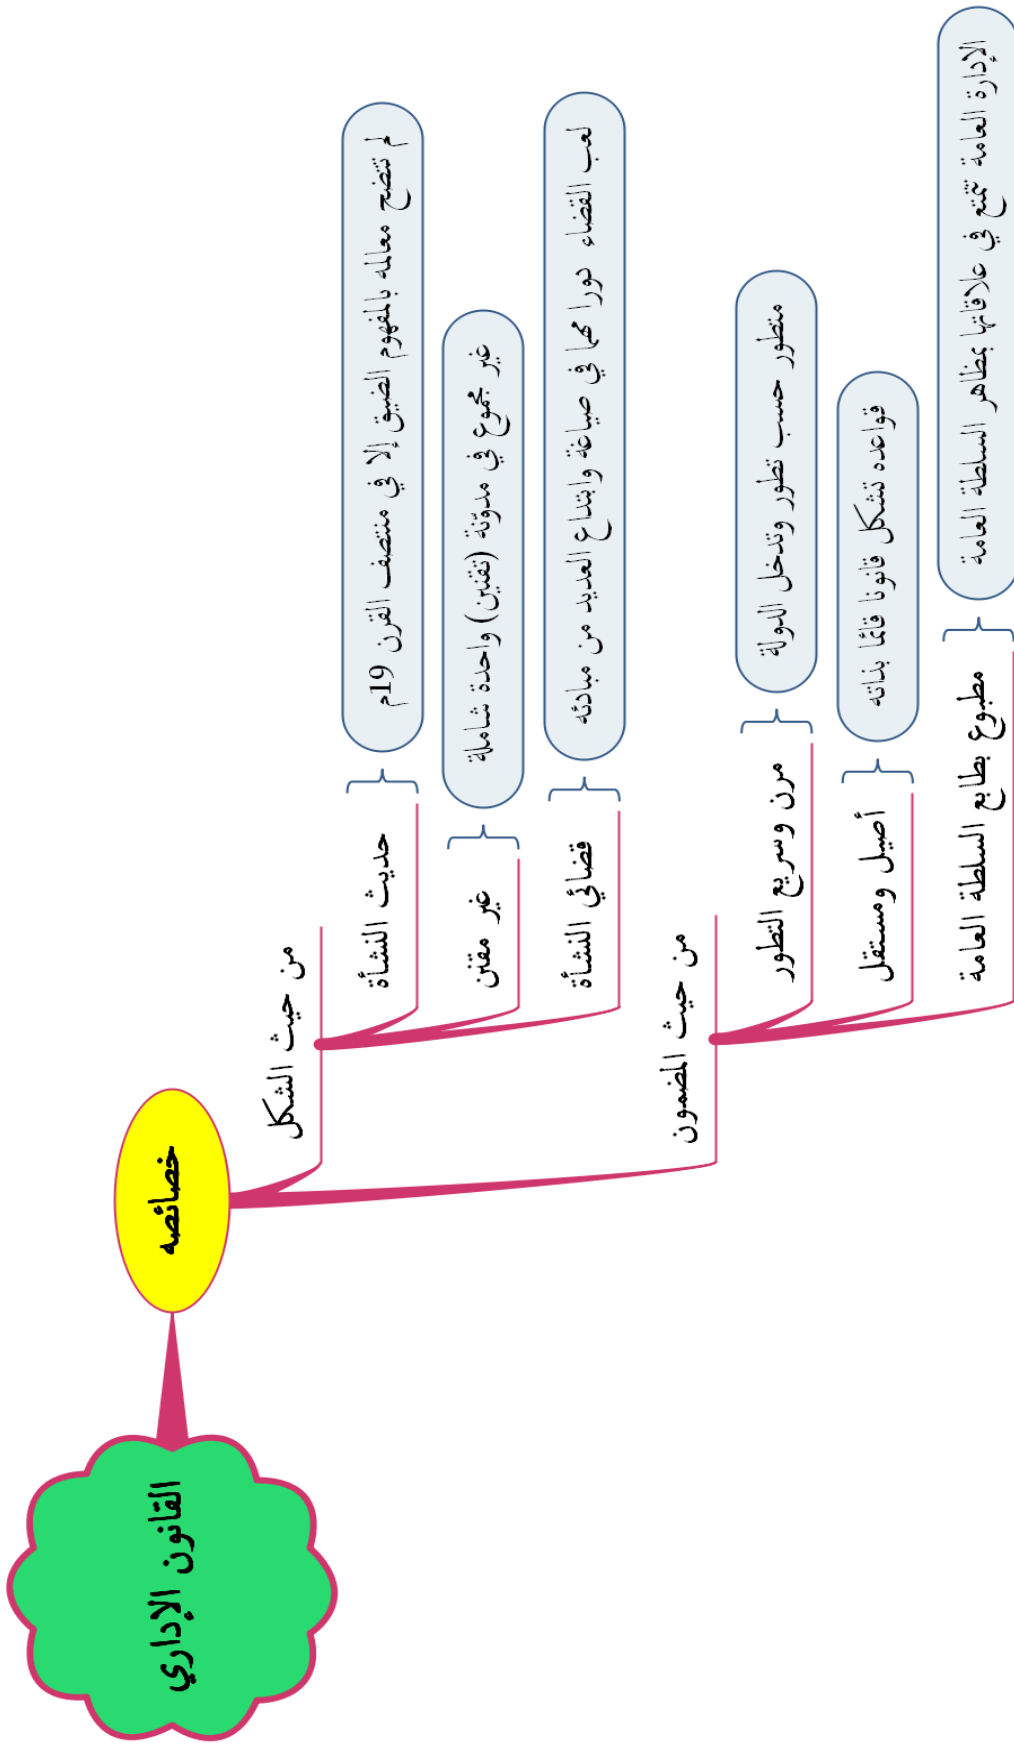 القانون الإداري
خصائصه
من حيث الشكل
حديث النشأة
لم تتضح معالمه بالمفهوم الضيق إلا في منتصف القرن 19م
غير مقنن
غير مجموع في مدوّنة (تقنين) واحدة شاملة
قضائي النشأة
لعب القضاء دورا مهما في صياغة وابتداع العديد من مبادئه
من حيث المضمون
مرن وسريع التطور
متطور حسب تطور وتدخل الدولة
أصيل ومستقل
قواعده تشكل قانونا قائما بذاته
مطبوع بطابع السلطة العامة
الإدارة العامة تتمتع في علاقاتها بمظاهر السلطة العامة